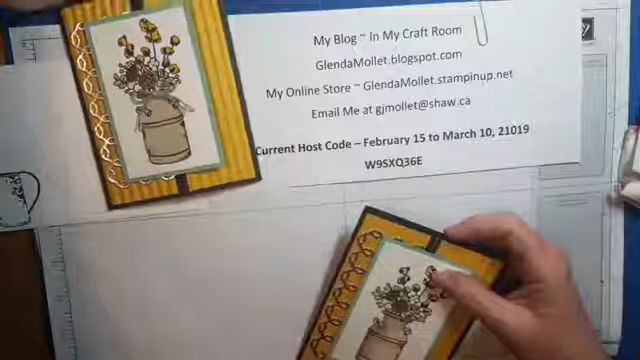 My Blog ~ In My Craft Room
GlendaMollet.blogspot.com
My Online Store ~ GlendaMollet.stampinup.net
Email Me at gjmollet@shaw.ca
Current Host Code – February 15 to March 10, 21019
W9SXQ36E